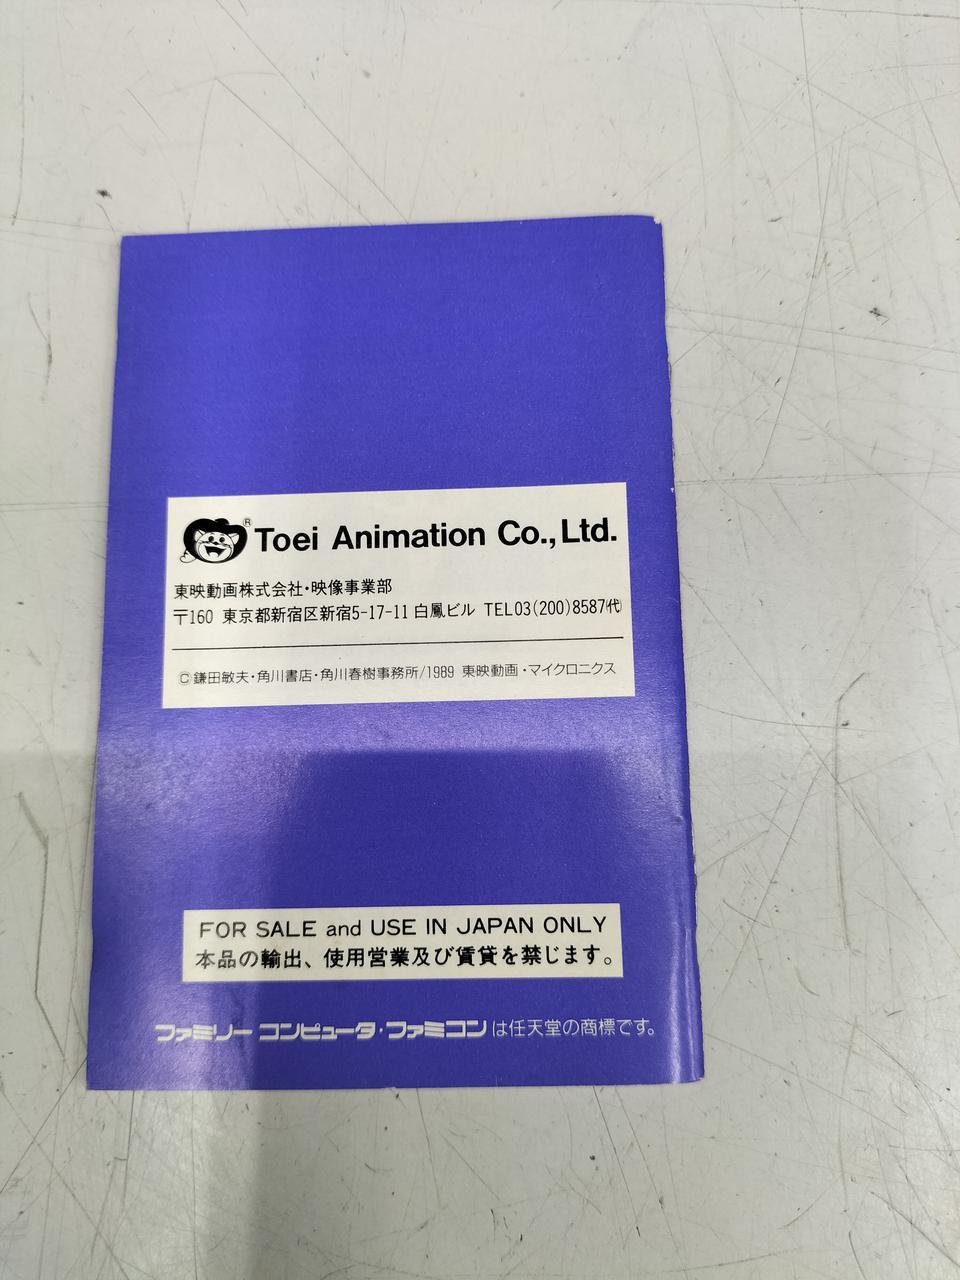 ® Toei Animation Co., Ltd.
東映動画株式会社・映像事業部
〒160 東京都新宿区新宿5-17-11 白鳳ビル TEL03(200)8587(代)
©鎌田敏夫・角川書店・角川春樹事務所/1989 東映動画・マイクロニクス
FOR SALE and USE IN JAPAN ONLY
本品の輸出、使用営業及び賃貸を禁じます。
ファミリー コンピュータ・ファミコンは任天堂の商標です。